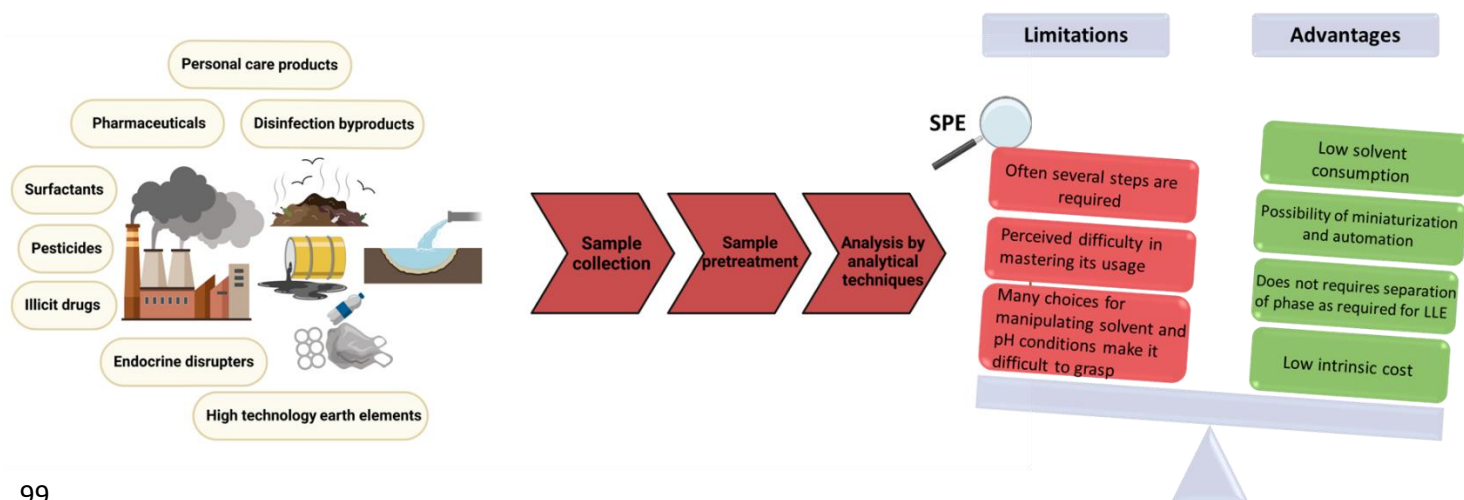 Personal care products
Pharmaceuticals
Disinfection byproducts
Surfactants
Pesticides
Illicit drugs
Endocrine disrupters
High technology earth elements
Sample
collection
Sample
pretreatment
Analysis by
analytical
techniques
SPE
Limitations
Often several steps are
required
Perceived difficulty in
mastering its usage
Many choices for
manipulating solvent and
pH conditions make it
difficult to grasp
Advantages
Low solvent
consumption
Possibility of miniaturization
and automation
Does not requires separation
of phase as required for LLE
Low intrinsic cost
99